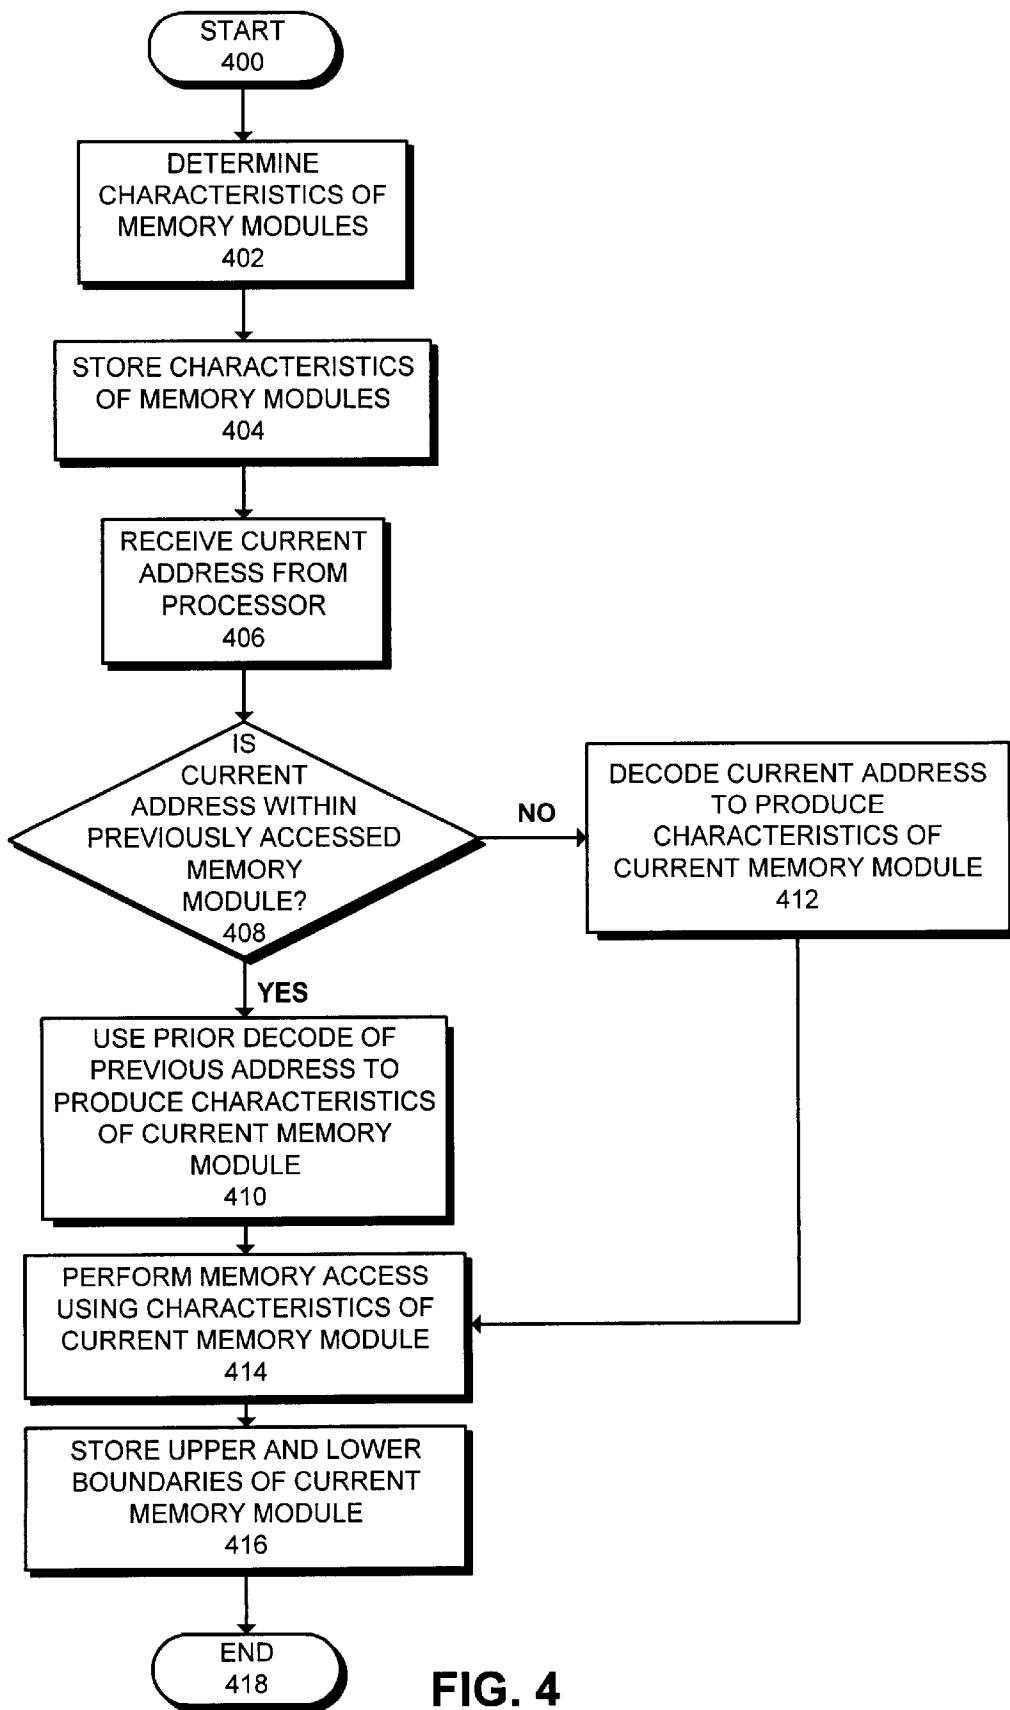 START
400
DETERMINE
CHARACTERISTICS OF
MEMORY MODULES
402
STORE CHARACTERISTICS
OF MEMORY MODULES
404
RECEIVE CURRENT
ADDRESS FROM
PROCESSOR
406
IS
CURRENT
ADDRESS WITHIN
PREVIOUSLY ACCESSED
MEMORY
MODULE?
408
NO
DECODE CURRENT ADDRESS
TO PRODUCE
CHARACTERISTICS OF
CURRENT MEMORY MODULE
412
YES
USE PRIOR DECODE OF
PREVIOUS ADDRESS TO
PRODUCE CHARACTERISTICS
OF CURRENT MEMORY
MODULE
410
PERFORM MEMORY ACCESS
USING CHARACTERISTICS OF
CURRENT MEMORY MODULE
414
STORE UPPER AND LOWER
BOUNDARIES OF CURRENT
MEMORY MODULE
416
END
418
FIG. 4